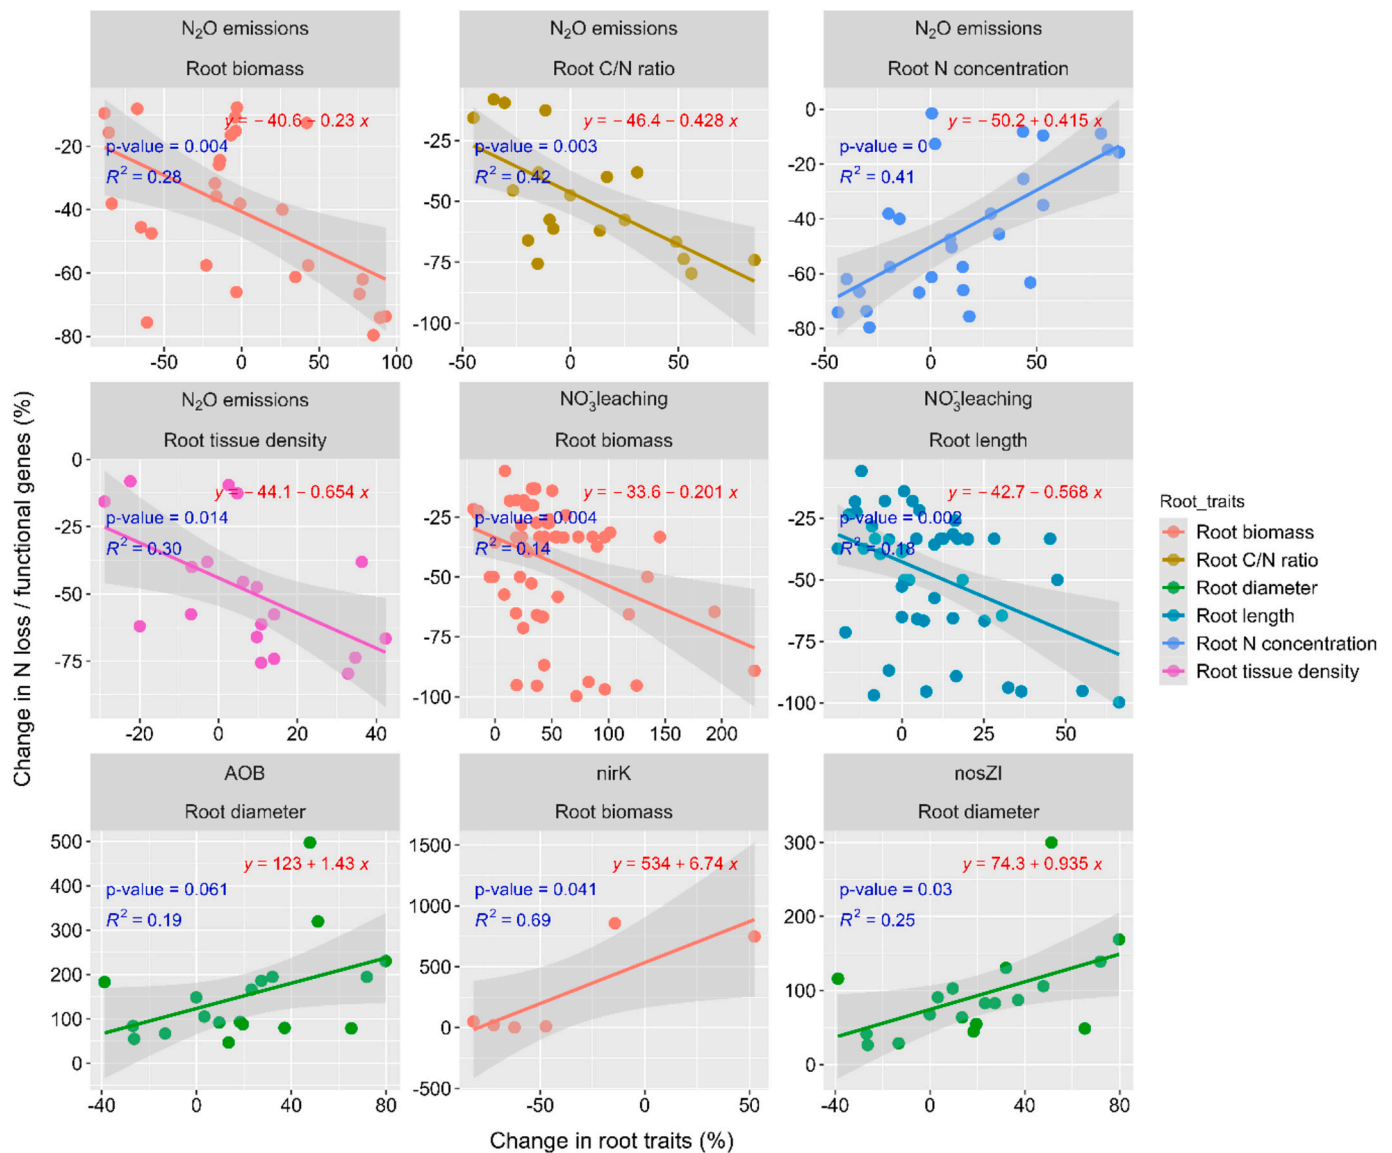 N₂O emissions
Root biomass
y = − 40.6 − 0.23 x
p-value = 0.004
R² = 0.28
-20
-40
-60
-80
-50
0
50
100
N₂O emissions
Root C/N ratio
y = − 46.4 − 0.428 x
p-value = 0.003
R² = 0.42
-25
-50
-75
-100
-50
0
50
N₂O emissions
Root N concentration
y = − 50.2 + 0.415 x
p-value = 0
R² = 0.41
0
-20
-40
-60
-80
-50
0
50
N₂O emissions
Root tissue density
y = − 44.1 − 0.654 x
p-value = 0.014
R² = 0.30
0
-25
-50
-75
-20
0
20
40
NO₃⁻leaching
Root biomass
y = − 33.6 − 0.201 x
p-value = 0.004
R² = 0.14
-25
-50
-75
-100
0
50
100
150
200
NO₃⁻leaching
Root length
y = − 42.7 − 0.568 x
p-value = 0.002
R² = 0.18
-25
-50
-75
-100
0
25
50
AOB
Root diameter
y = 123 + 1.43 x
p-value = 0.061
R² = 0.19
500
400
300
200
100
0
-40
0
40
80
nirK
Root biomass
y = 534 + 6.74 x
p-value = 0.041
R² = 0.69
1500
1000
500
0
-500
-50
0
50
nosZI
Root diameter
y = 74.3 + 0.935 x
p-value = 0.03
R² = 0.25
300
200
100
0
-40
0
40
80
Change in N loss / functional genes (%)
Change in root traits (%)
Root_traits
Root biomass
Root C/N ratio
Root diameter
Root length
Root N concentration
Root tissue density